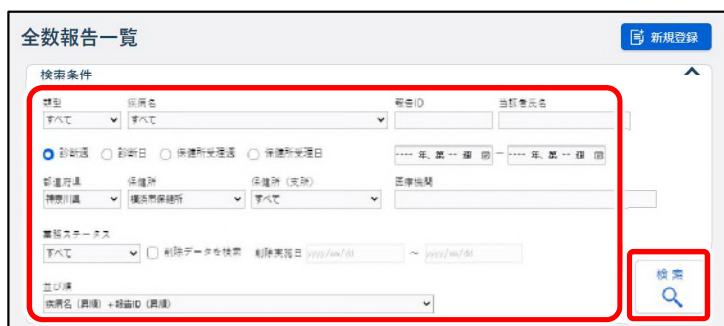 全数報告一覧
新規登録
検索条件
類型 疾病名 報告ID 当該者氏名
すべて すべて
診断週 診断日 保健所受理週 保健所受理日 ---- 年、第 -- 週 ー ---- 年、第 -- 週
都道府県 保健所 保健所（支所） 医療機関
神奈川県 横浜市保健所 すべて
業務ステータス
すべて 削除データを検索 削除実施日 yyyy/mm/dd ～ yyyy/mm/dd
検索
並び順
疾病名（昇順）+報告ID（昇順）